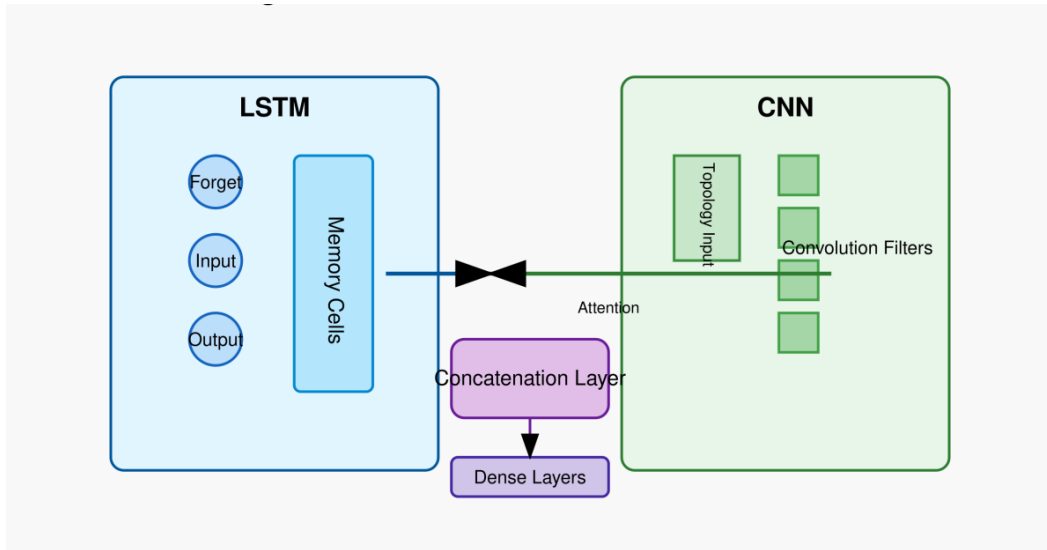 LSTM
CNN
Forget
Input
Output
Memory Cells
Topology Input
Convolution Filters
Attention
Concatenation Layer
Dense Layers